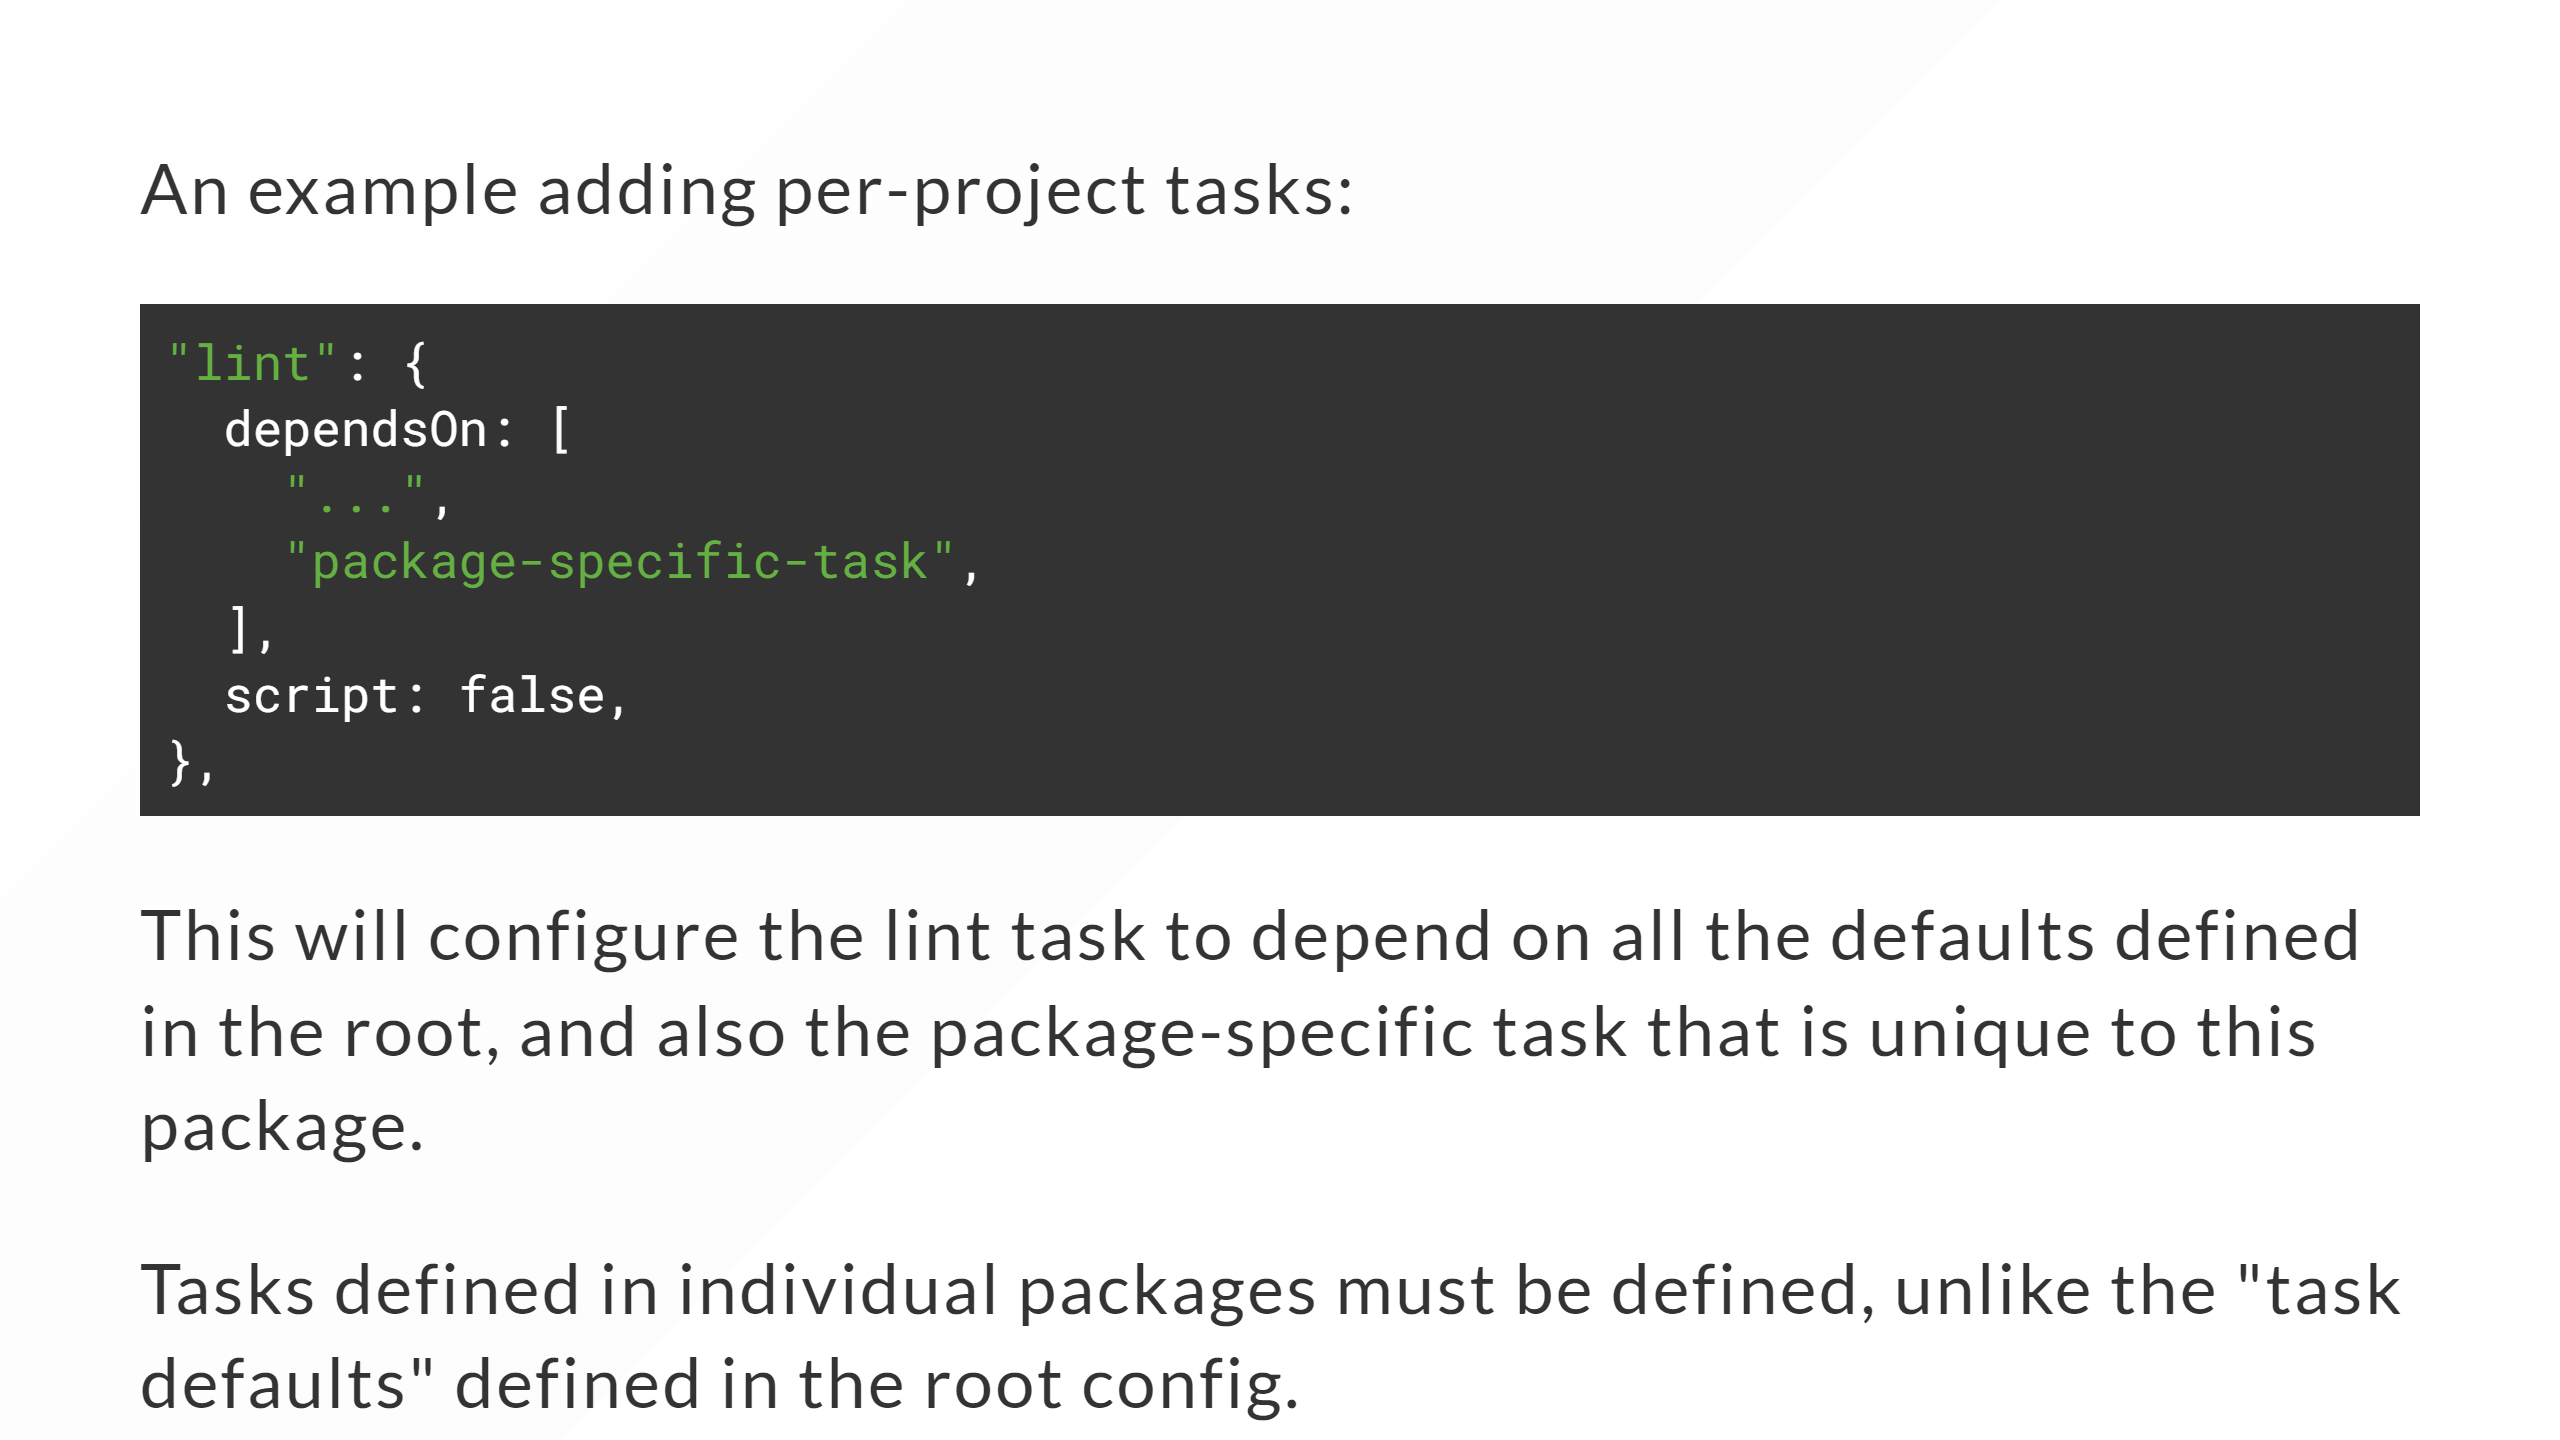 An example adding per-project tasks:
"lint": {
  dependsOn: [
    "...",
    "package-specific-task",
  ],
  script: false,
},
This will configure the lint task to depend on all the defaults defined
in the root, and also the package-specific task that is unique to this
package.
Tasks defined in individual packages must be defined, unlike the "task
defaults" defined in the root config.